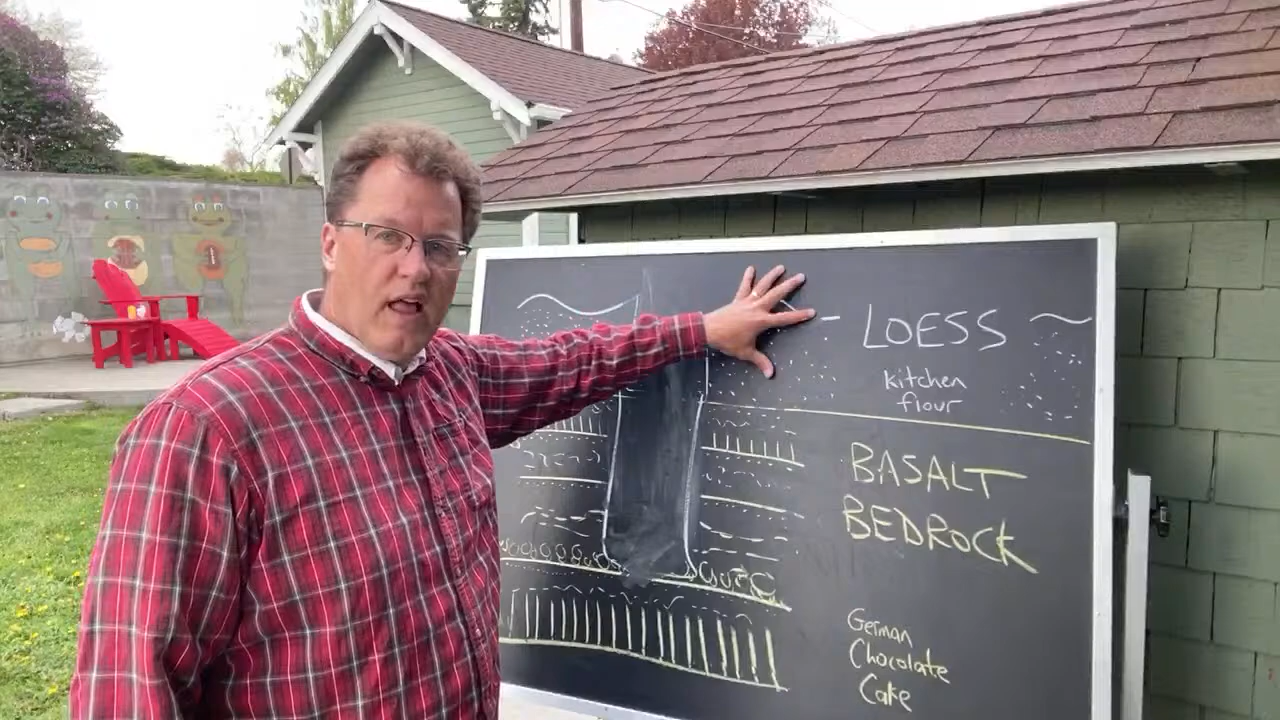 LOESS
kitchen
flour
BASALT
BEDROCK
German
Chocolate
Cake